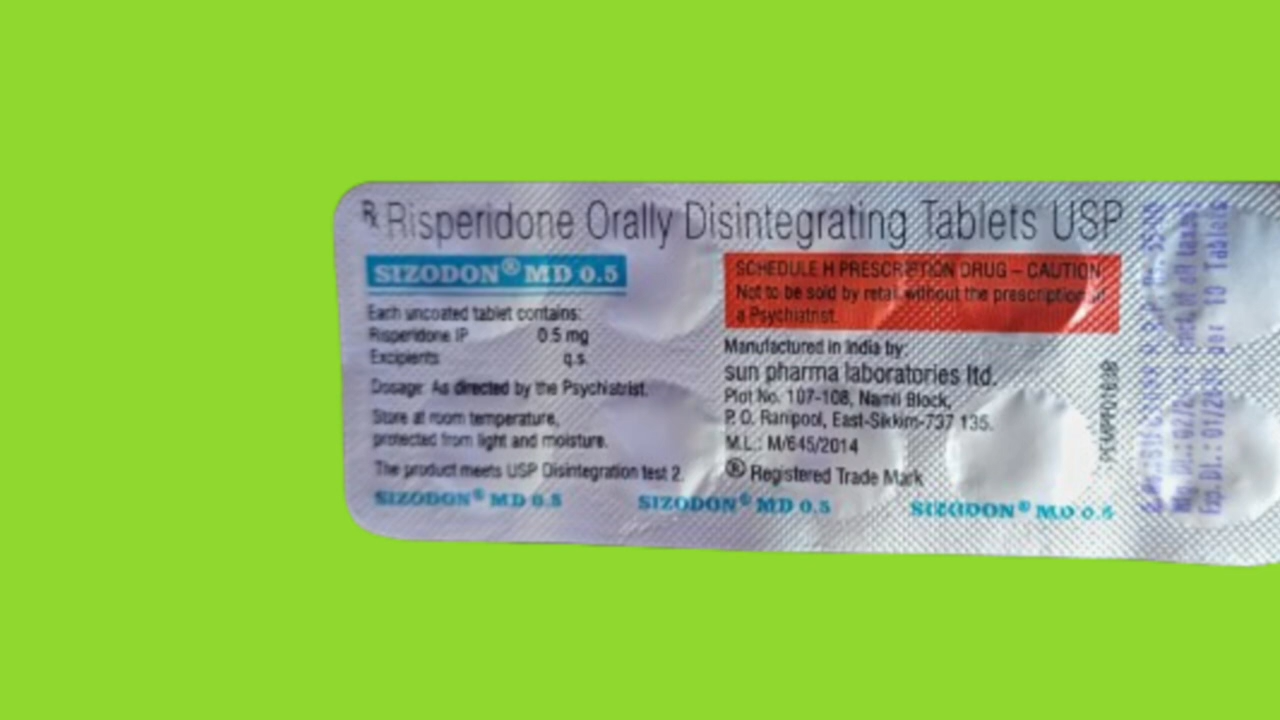 ℞ Risperidone Orally Disintegrating Tablets USP
SIZODON® MD 0.5
Each uncoated tablet contains:
Risperidone IP 0.5 mg
Excipients q.s.
Dosage: As directed by the Psychiatrist.
Store at room temperature,
protected from light and moisture.
The product meets USP Disintegration test 2.
SCHEDULE H PRESCRIPTION DRUG – CAUTION
Not to be sold by retail without the prescription of
a Psychiatrist.
Manufactured in India by:
sun pharma laboratories ltd.
Plot No. 107-108, Namli Block,
P.O. Ranipool, East-Sikkim-737 135.
M.L.: M/645/2014
® Registered Trade Mark
SIZODON® MD 0.5 SIZODON® MD 0.5 SIZODON® MD 0.5
per 10 Tablets